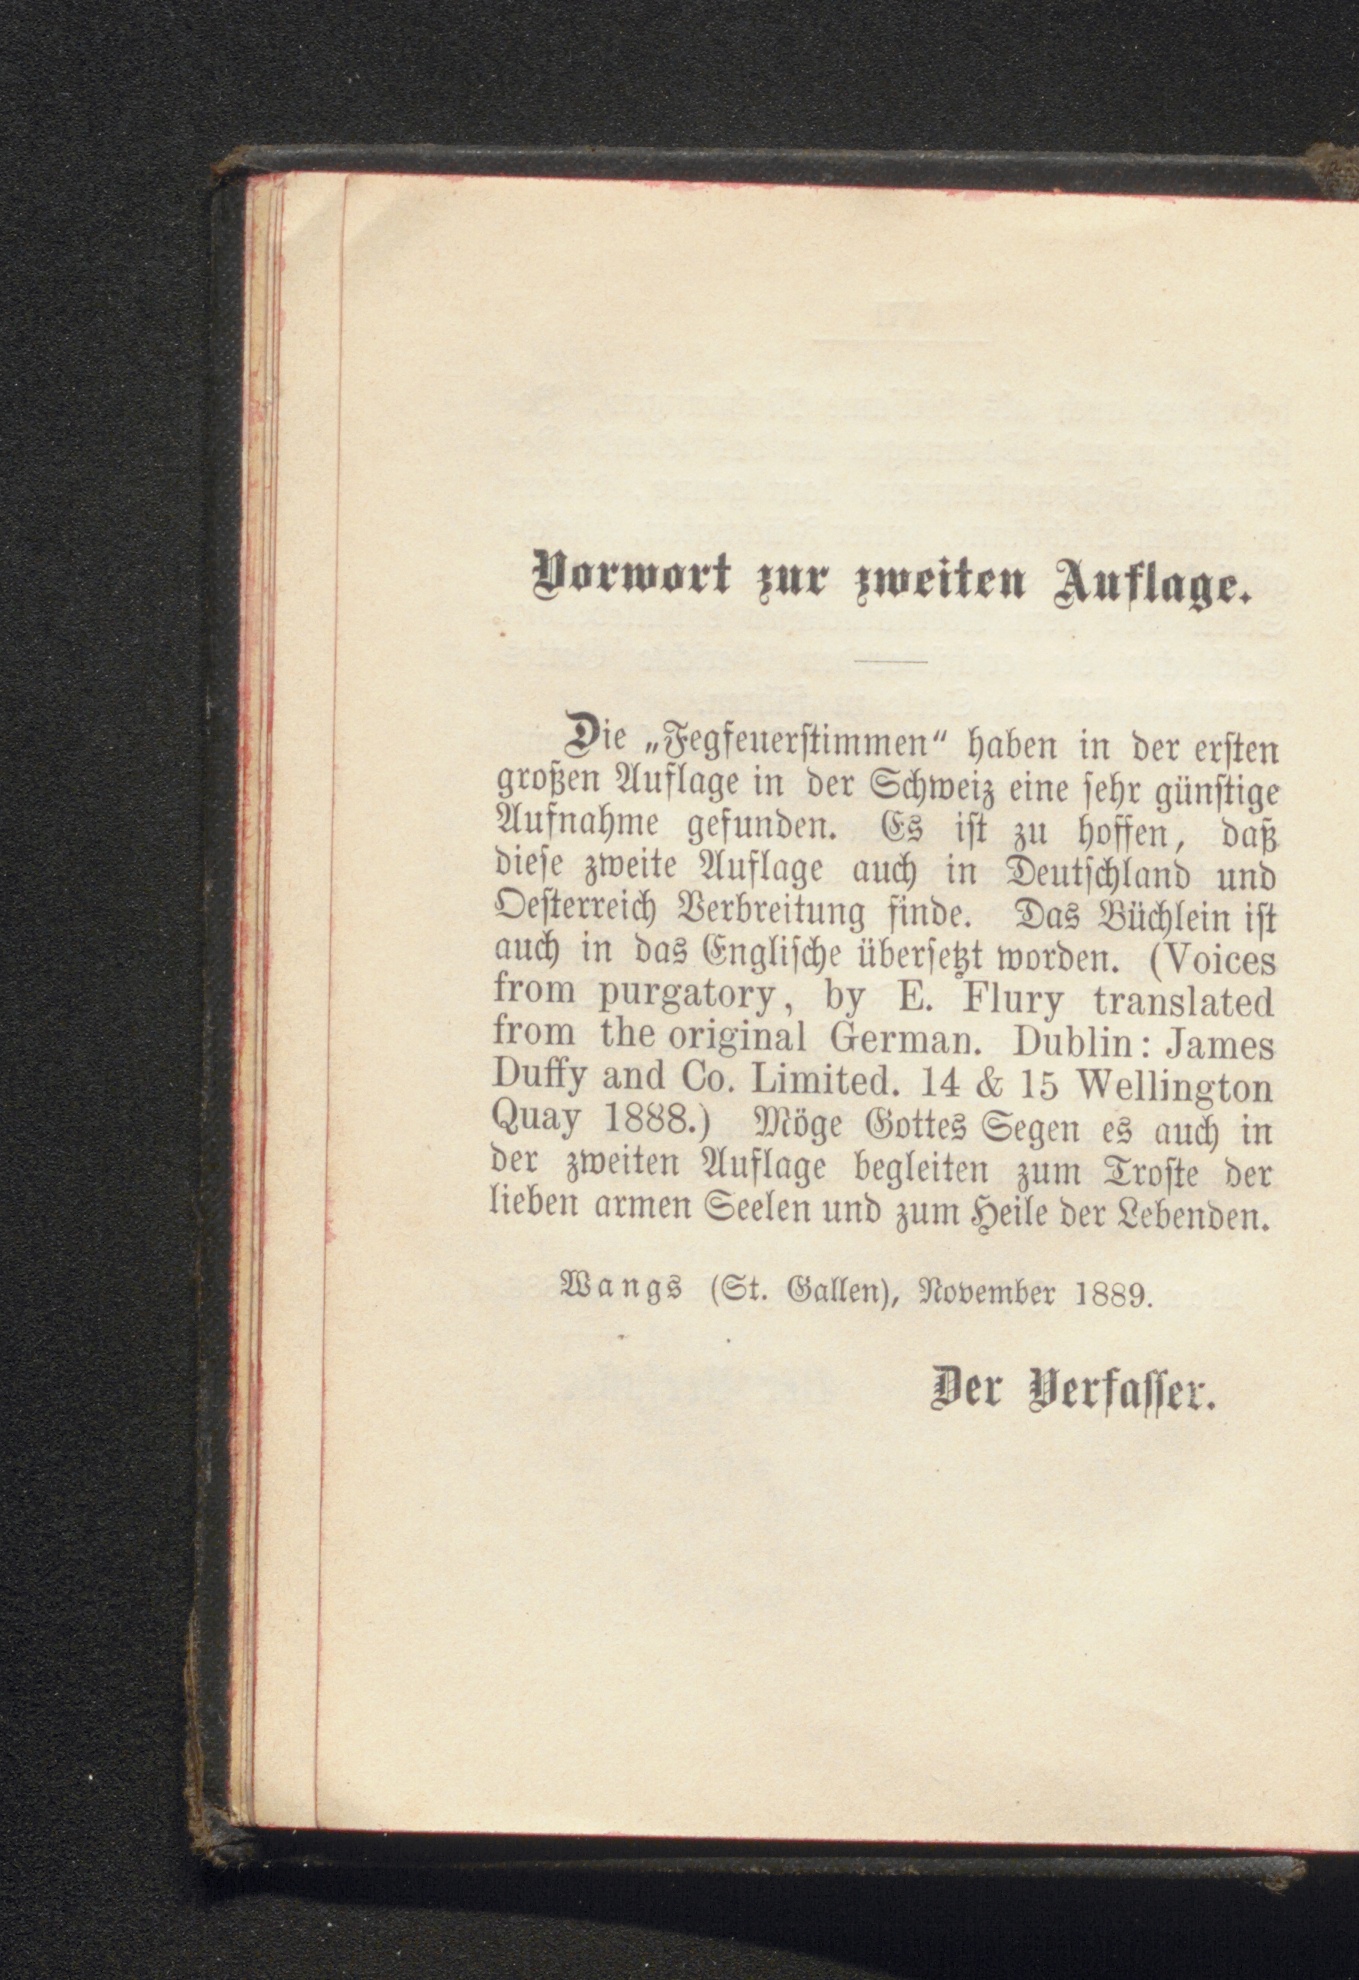 Vorwort zur zweiten Auflage.
Die „Fegfeuerstimmen“ haben in der ersten
großen Auflage in der Schweiz eine sehr günstige
Aufnahme gefunden. Es ist zu hoffen, daß
diese zweite Auflage auch in Deutschland und
Oesterreich Verbreitung finde. Das Büchlein ist
auch in das Englische übersetzt worden. (Voices
from purgatory, by E. Flury translated
from the original German. Dublin: James
Duffy and Co. Limited. 14 & 15 Wellington
Quay 1888.) Möge Gottes Segen es auch in
der zweiten Auflage begleiten zum Troste der
lieben armen Seelen und zum Heile der Lebenden.
Wangs (St. Gallen), November 1889.
Der Verfasser.